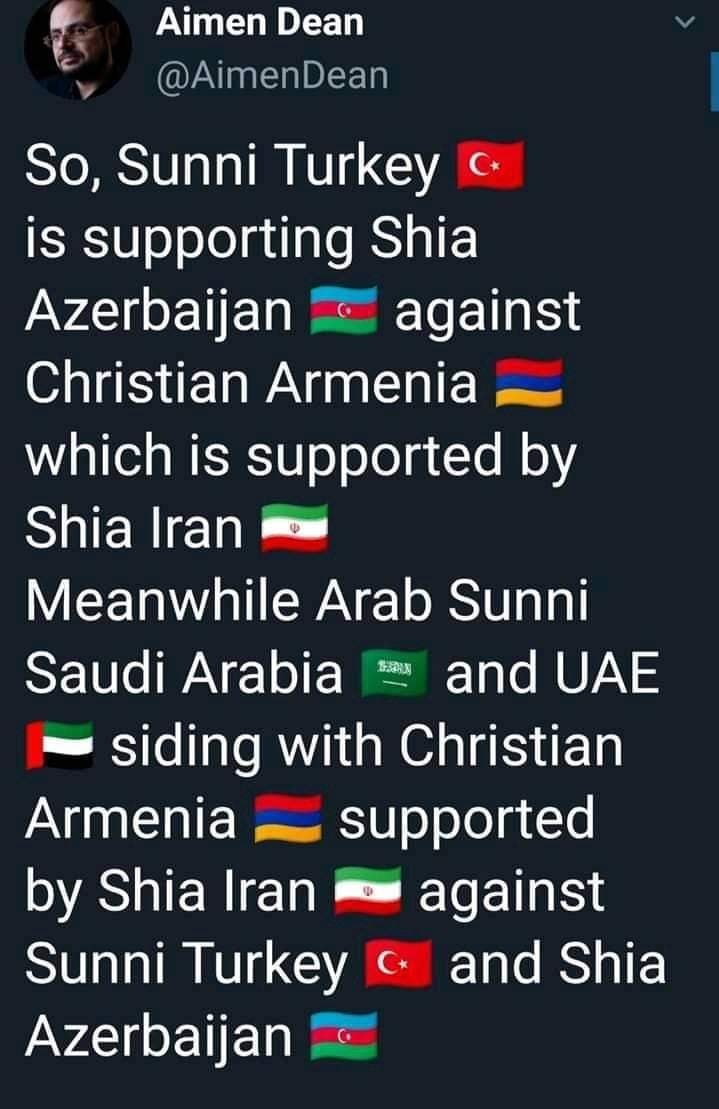 Aimen Dean
@AimenDean
So, Sunni Turkey 🇹🇷
is supporting Shia
Azerbaijan 🇦🇿 against
Christian Armenia 🇦🇲
which is supported by
Shia Iran 🇮🇷
Meanwhile Arab Sunni
Saudi Arabia 🇸🇦 and UAE
🇦🇪 siding with Christian
Armenia 🇦🇲 supported
by Shia Iran 🇮🇷 against
Sunni Turkey 🇹🇷 and Shia
Azerbaijan 🇦🇿